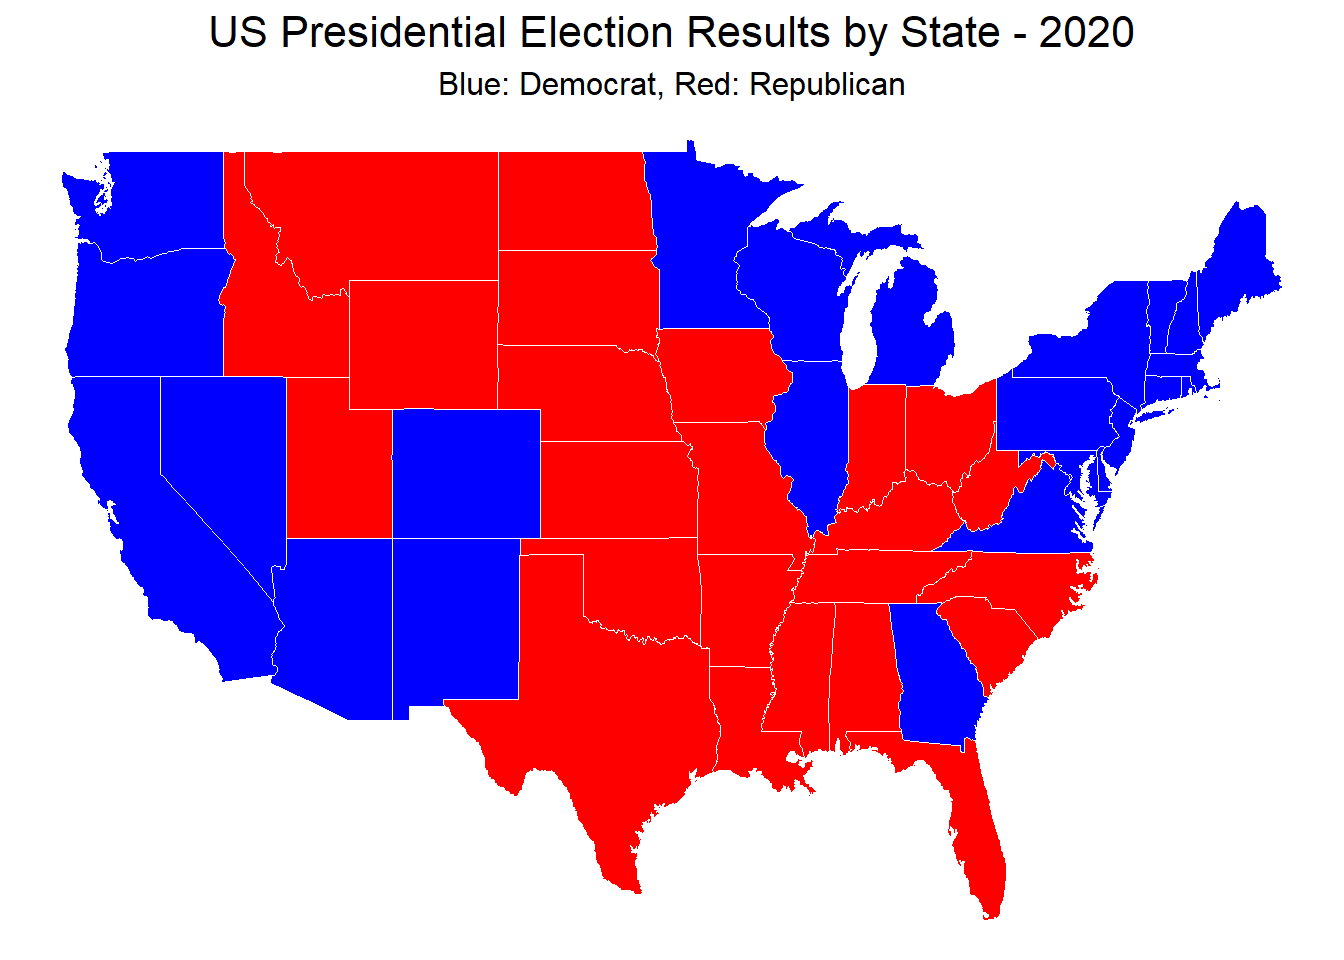 US Presidential Election Results by State - 2020
Blue: Democrat, Red: Republican